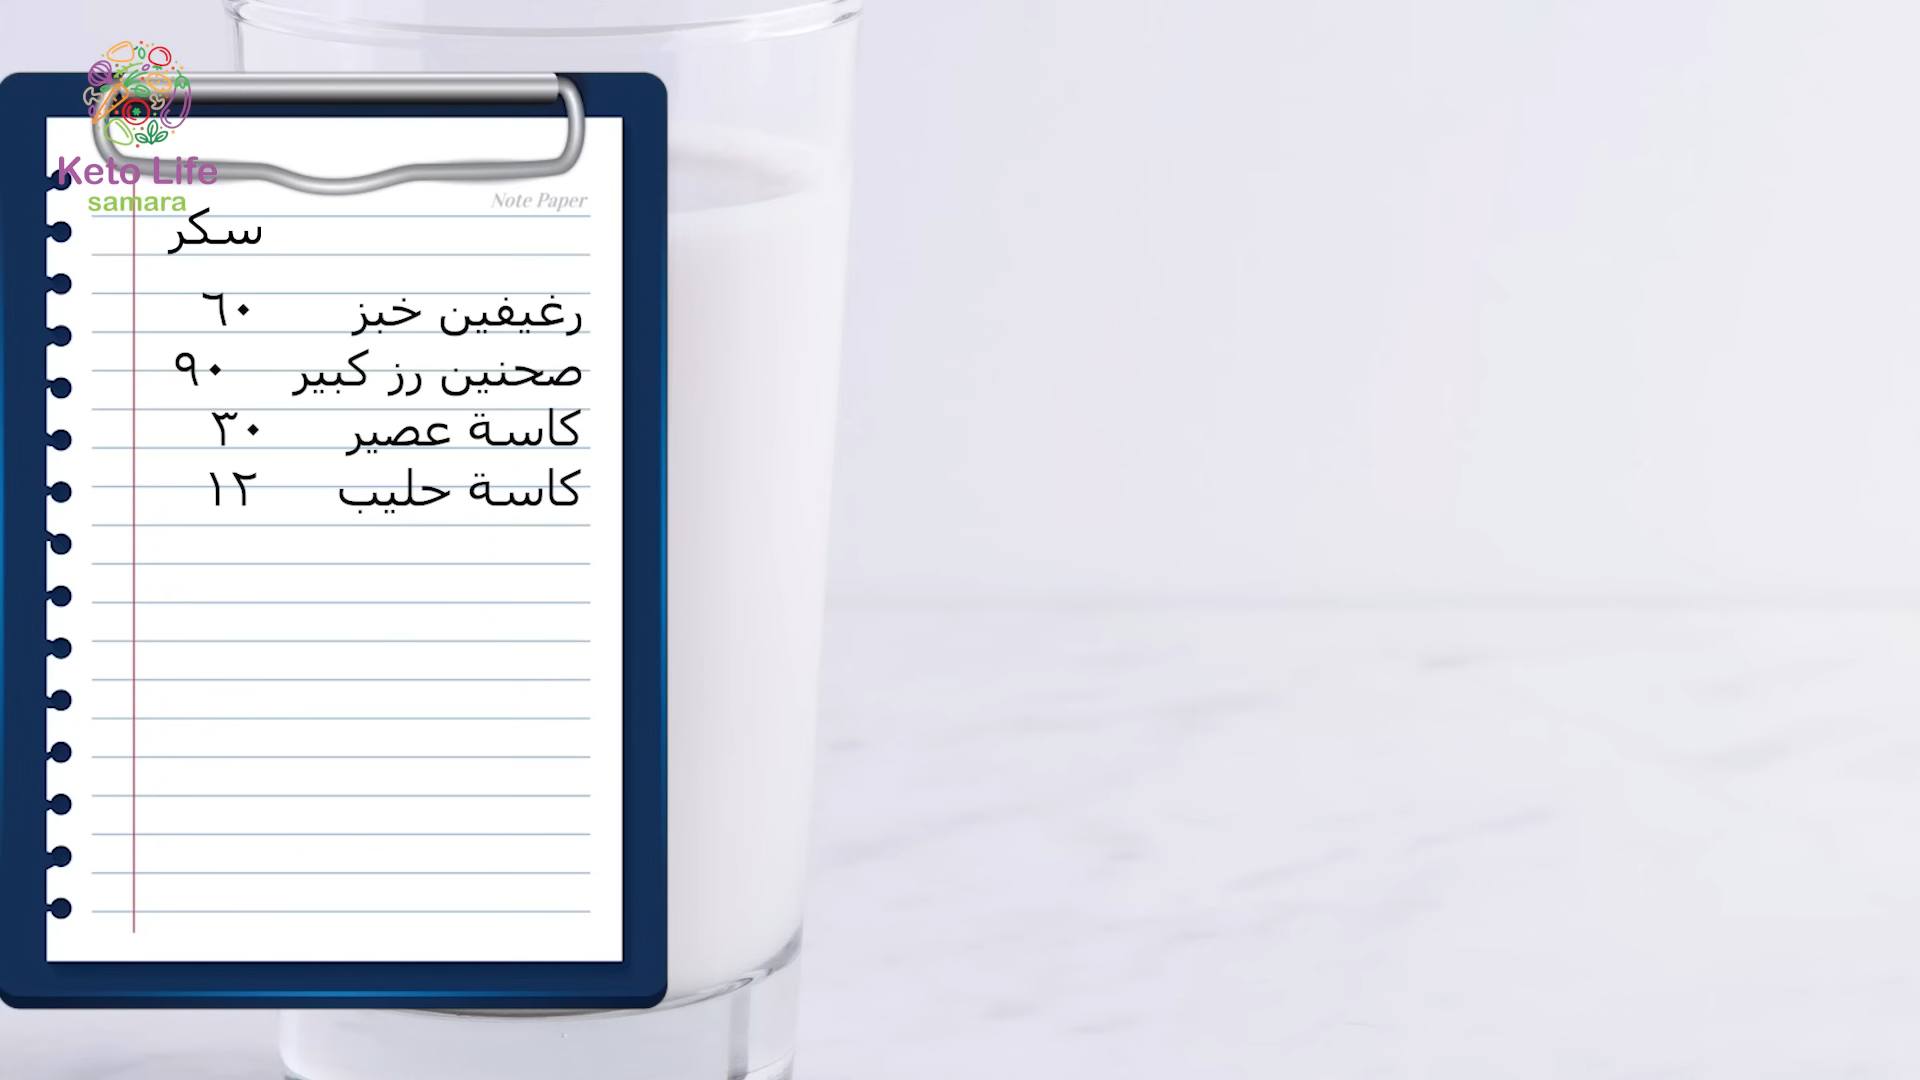 Keto Life
samara
Note Paper
سكر
رغيفين خبز ٦٠
صحنين رز كبير ٩٠
كاسة عصير ٣٠
كاسة حليب ١٢